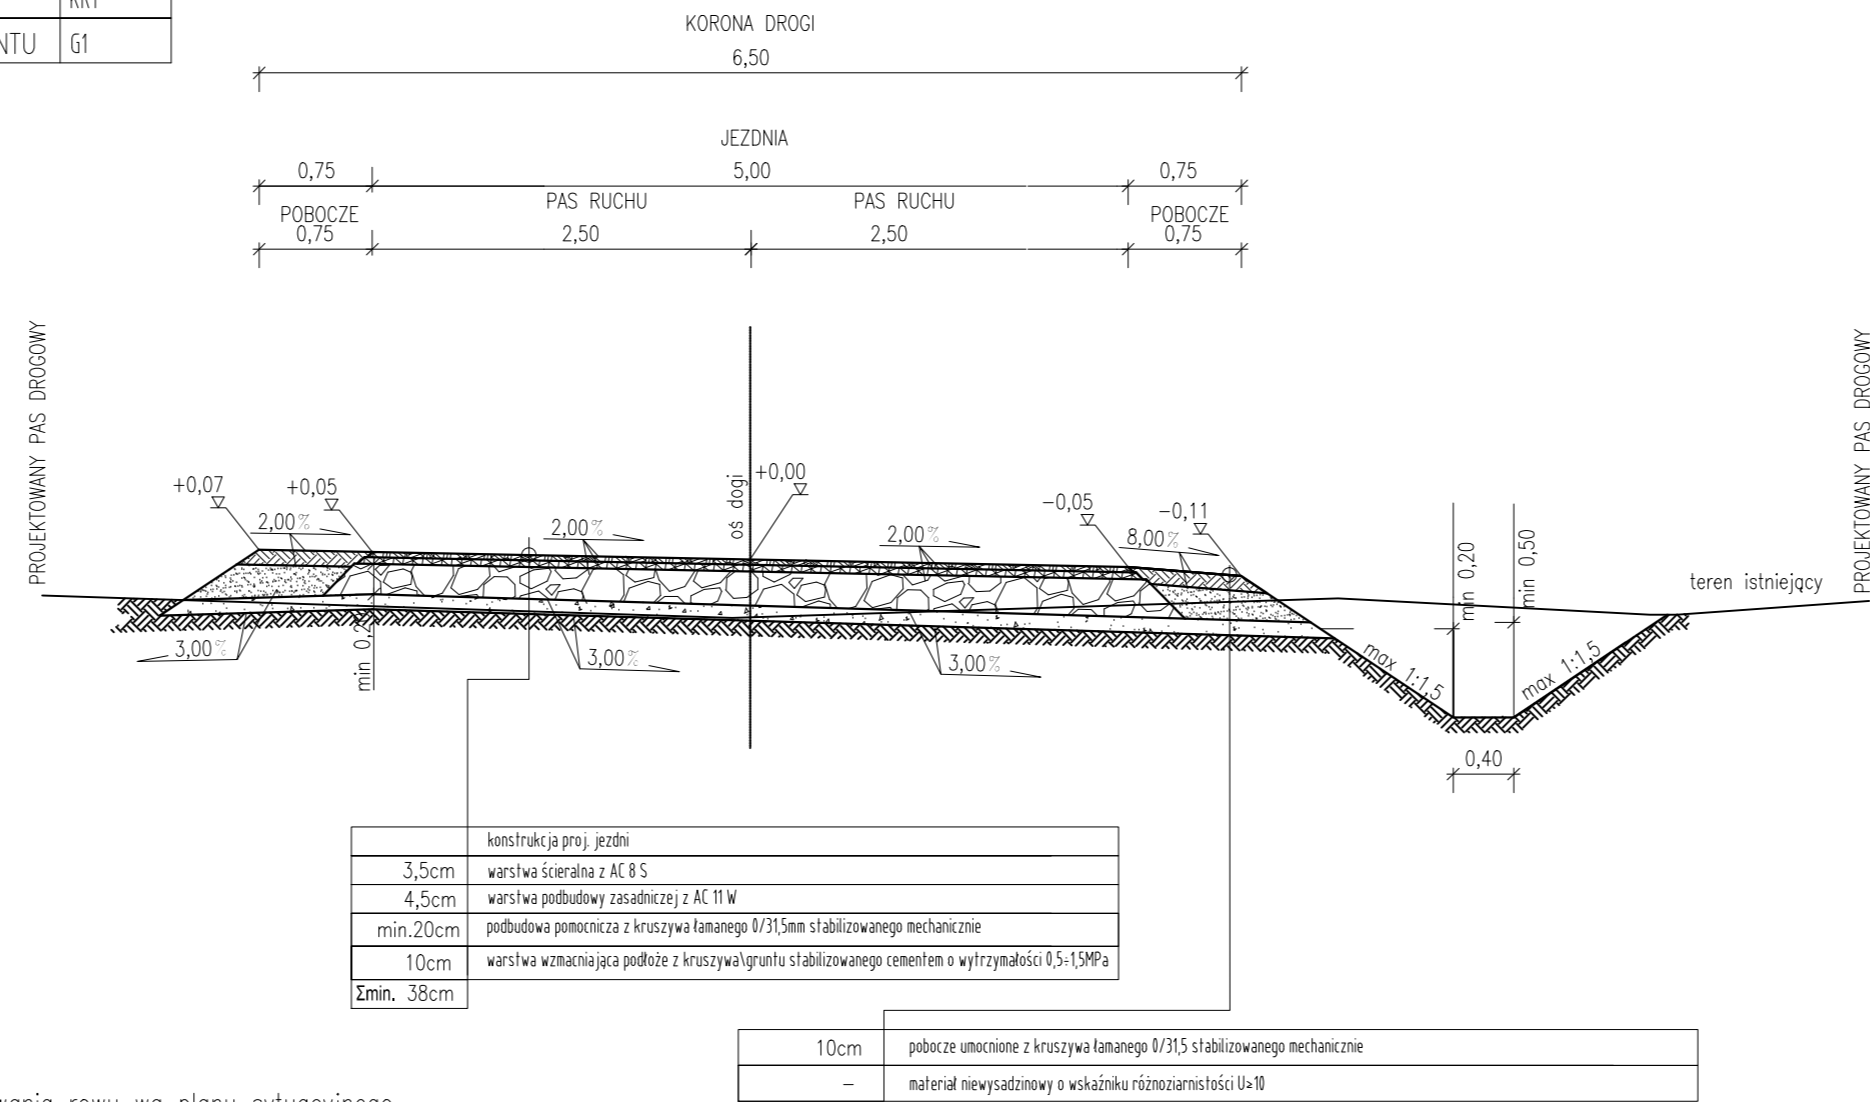 KR1
NTU G1
KORONA DROGI
6,50
JEZDNIA
0,75 5,00 0,75
PAS RUCHU PAS RUCHU
POBOCZE POBOCZE
0,75 2,50 2,50 0,75
PROJEKTOWANY PAS DROGOWY
PROJEKTOWANY PAS DROGOWY
oś dogi
+0,07 +0,05 +0,00 -0,05 -0,11
2,00% 2,00% 2,00% 8,00%
min 0,20
min 0,50
teren istniejący
3,00% 3,00% 3,00%
max 1:1,5
max 1:1,5
0,40
konstrukcja proj. jezdni
3,5cm warstwa ścieralna z AC 8 S
4,5cm warstwa podbudowy zasadniczej z AC 11 W
min.20cm podbudowa pomocnicza z kruszywa łamanego 0/31,5mm stabilizowanego mechanicznie
10cm warstwa wzmacniająca podłoże z kruszywa\gruntu stabilizowanego cementem o wytrzymałości 0,5÷1,5MPa
Σmin. 38cm
10cm pobocze umocnione z kruszywa łamanego 0/31,5 stabilizowanego mechanicznie
- materiał niewysadzinowy o wskaźniku różnoziarnistości U≥10